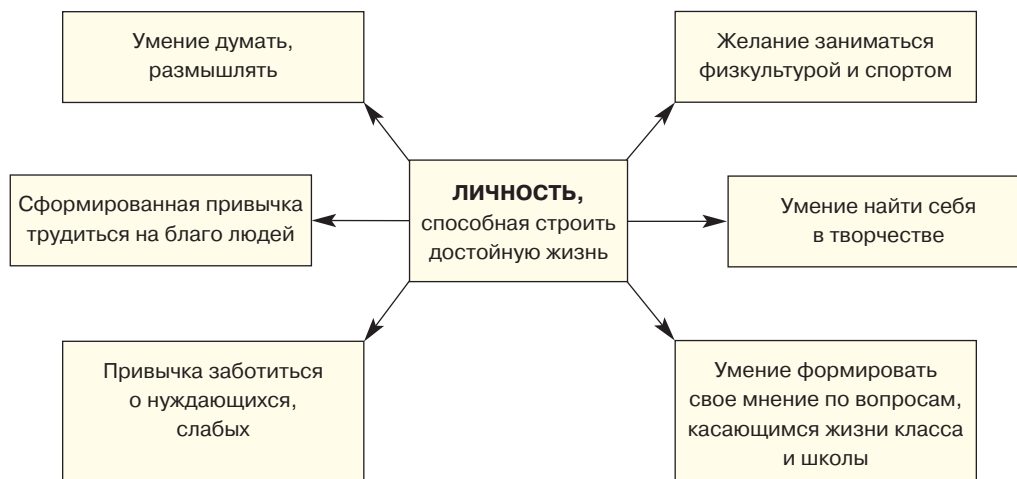 Умение думать,
размышлять
Желание заниматься
физкультурой и спортом
ЛИЧНОСТЬ,
способная строить
достойную жизнь
Сформированная привычка
трудиться на благо людей
Умение найти себя
в творчестве
Привычка заботиться
о нуждающихся,
слабых
Умение формировать
свое мнение по вопросам,
касающимся жизни класса
и школы